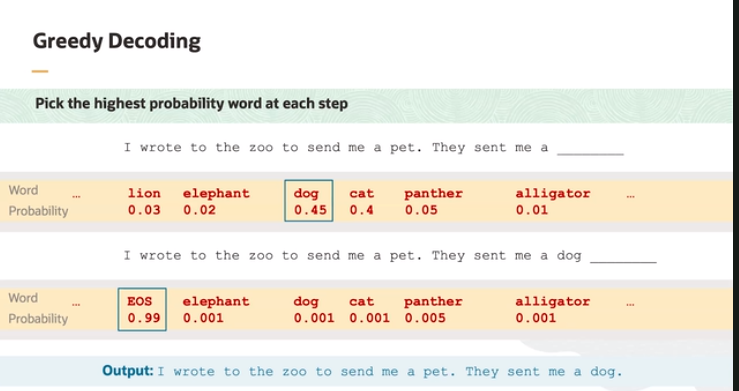 Greedy Decoding
Pick the highest probability word at each step
I wrote to the zoo to send me a pet. They sent me a ________
Word ... lion elephant dog cat panther alligator ...
Probability 0.03 0.02 0.45 0.4 0.05 0.01
I wrote to the zoo to send me a pet. They sent me a dog ________
Word ... EOS elephant dog cat panther alligator ...
Probability 0.99 0.001 0.001 0.001 0.005 0.001
Output: I wrote to the zoo to send me a pet. They sent me a dog.